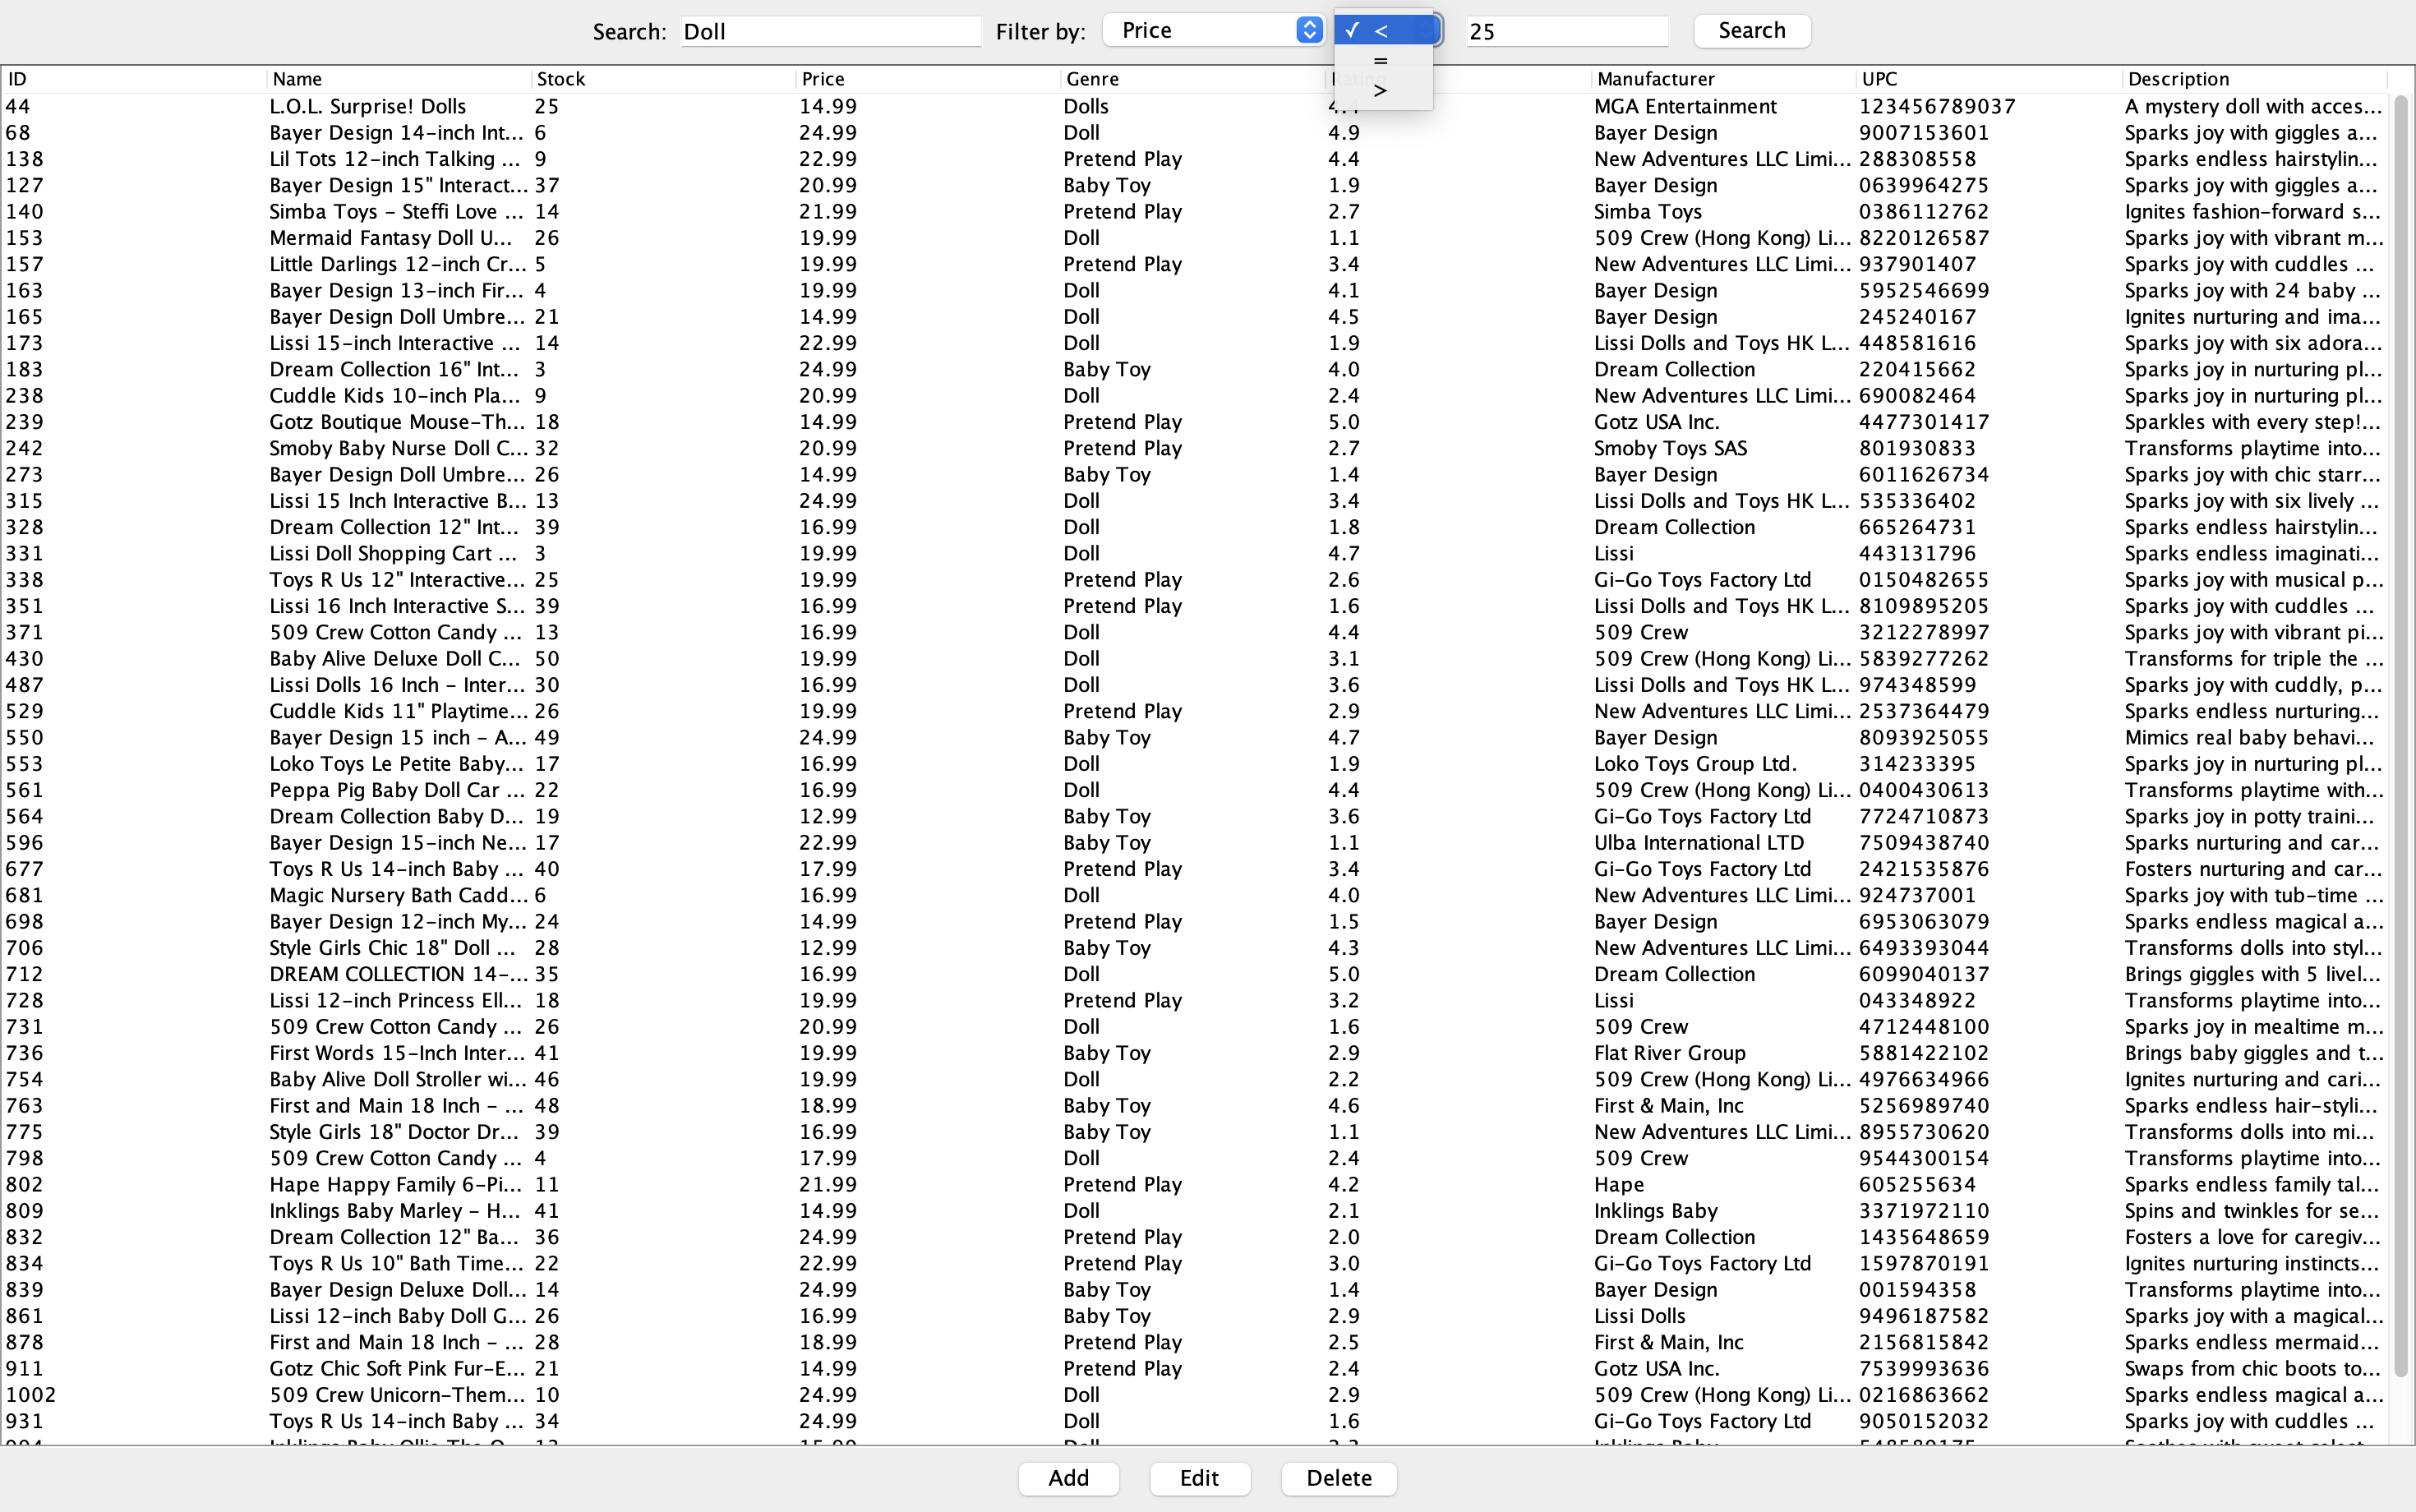 Search: Doll Filter by: Price ✓ < 25 Search
=
>
ID Name Stock Price Genre Rating Manufacturer UPC Description
44 L.O.L. Surprise! Dolls 25 14.99 Dolls 4.4 MGA Entertainment 123456789037 A mystery doll with acces...
68 Bayer Design 14-inch Int... 6 24.99 Doll 4.9 Bayer Design 9007153601 Sparks joy with giggles a...
138 Lil Tots 12-inch Talking ... 9 22.99 Pretend Play 4.4 New Adventures LLC Limi... 288308558 Sparks endless hairstylin...
127 Bayer Design 15" Interact... 37 20.99 Baby Toy 1.9 Bayer Design 0639964275 Sparks joy with giggles a...
140 Simba Toys - Steffi Love ... 14 21.99 Pretend Play 2.7 Simba Toys 0386112762 Ignites fashion-forward s...
153 Mermaid Fantasy Doll U... 26 19.99 Doll 1.1 509 Crew (Hong Kong) Li... 8220126587 Sparks joy with vibrant m...
157 Little Darlings 12-inch Cr... 5 19.99 Pretend Play 3.4 New Adventures LLC Limi... 937901407 Sparks joy with cuddles ...
163 Bayer Design 13-inch Fir... 4 19.99 Doll 4.1 Bayer Design 5952546699 Sparks joy with 24 baby ...
165 Bayer Design Doll Umbre... 21 14.99 Doll 4.5 Bayer Design 245240167 Ignites nurturing and ima...
173 Lissi 15-inch Interactive ... 14 22.99 Doll 1.9 Lissi Dolls and Toys HK L... 448581616 Sparks joy with six adora...
183 Dream Collection 16" Int... 3 24.99 Baby Toy 4.0 Dream Collection 220415662 Sparks joy in nurturing pl...
238 Cuddle Kids 10-inch Pla... 9 20.99 Doll 2.4 New Adventures LLC Limi... 690082464 Sparks joy in nurturing pl...
239 Gotz Boutique Mouse-Th... 18 14.99 Pretend Play 5.0 Gotz USA Inc. 4477301417 Sparkles with every step!...
242 Smoby Baby Nurse Doll C... 32 20.99 Pretend Play 2.7 Smoby Toys SAS 801930833 Transforms playtime into...
273 Bayer Design Doll Umbre... 26 14.99 Baby Toy 1.4 Bayer Design 6011626734 Sparks joy with chic starr...
315 Lissi 15 Inch Interactive B... 13 24.99 Doll 3.4 Lissi Dolls and Toys HK L... 535336402 Sparks joy with six lively ...
328 Dream Collection 12" Int... 39 16.99 Doll 1.8 Dream Collection 665264731 Sparks endless hairstylin...
331 Lissi Doll Shopping Cart ... 3 19.99 Doll 4.7 Lissi 443131796 Sparks endless imaginati...
338 Toys R Us 12" Interactive... 25 19.99 Pretend Play 2.6 Gi-Go Toys Factory Ltd 0150482655 Sparks joy with musical p...
351 Lissi 16 Inch Interactive S... 39 16.99 Pretend Play 1.6 Lissi Dolls and Toys HK L... 8109895205 Sparks joy with cuddles ...
371 509 Crew Cotton Candy ... 13 16.99 Doll 4.4 509 Crew 3212278997 Sparks joy with vibrant pi...
430 Baby Alive Deluxe Doll C... 50 19.99 Doll 3.1 509 Crew (Hong Kong) Li... 5839277262 Transforms for triple the ...
487 Lissi Dolls 16 Inch - Inter... 30 16.99 Doll 3.6 Lissi Dolls and Toys HK L... 974348599 Sparks joy with cuddly, p...
529 Cuddle Kids 11" Playtime... 26 19.99 Pretend Play 2.9 New Adventures LLC Limi... 2537364479 Sparks endless nurturing...
550 Bayer Design 15 inch - A... 49 24.99 Baby Toy 4.7 Bayer Design 8093925055 Mimics real baby behavi...
553 Loko Toys Le Petite Baby... 17 16.99 Doll 1.9 Loko Toys Group Ltd. 314233395 Sparks joy in nurturing pl...
561 Peppa Pig Baby Doll Car ... 22 16.99 Doll 4.4 509 Crew (Hong Kong) Li... 0400430613 Transforms playtime with...
564 Dream Collection Baby D... 19 12.99 Baby Toy 3.6 Gi-Go Toys Factory Ltd 7724710873 Sparks joy in potty traini...
596 Bayer Design 15-inch Ne... 17 22.99 Baby Toy 1.1 Ulba International LTD 7509438740 Sparks nurturing and car...
677 Toys R Us 14-inch Baby ... 40 17.99 Pretend Play 3.4 Gi-Go Toys Factory Ltd 2421535876 Fosters nurturing and car...
681 Magic Nursery Bath Cadd... 6 16.99 Doll 4.0 New Adventures LLC Limi... 924737001 Sparks joy with tub-time ...
698 Bayer Design 12-inch My... 24 14.99 Pretend Play 1.5 Bayer Design 6953063079 Sparks endless magical a...
706 Style Girls Chic 18" Doll ... 28 12.99 Baby Toy 4.3 New Adventures LLC Limi... 6493393044 Transforms dolls into styl...
712 DREAM COLLECTION 14-... 35 16.99 Doll 5.0 Dream Collection 6099040137 Brings giggles with 5 livel...
728 Lissi 12-inch Princess Ell... 18 19.99 Pretend Play 3.2 Lissi 043348922 Transforms playtime into...
731 509 Crew Cotton Candy ... 26 20.99 Doll 1.6 509 Crew 4712448100 Sparks joy in mealtime m...
736 First Words 15-Inch Inter... 41 19.99 Baby Toy 2.9 Flat River Group 5881422102 Brings baby giggles and t...
754 Baby Alive Doll Stroller wi... 46 19.99 Doll 2.2 509 Crew (Hong Kong) Li... 4976634966 Ignites nurturing and cari...
763 First and Main 18 Inch - ... 48 18.99 Baby Toy 4.6 First & Main, Inc 5256989740 Sparks endless hair-styli...
775 Style Girls 18" Doctor Dr... 39 16.99 Baby Toy 1.1 New Adventures LLC Limi... 8955730620 Transforms dolls into mi...
798 509 Crew Cotton Candy ... 4 17.99 Doll 2.4 509 Crew 9544300154 Transforms playtime into...
802 Hape Happy Family 6-Pi... 11 21.99 Pretend Play 4.2 Hape 605255634 Sparks endless family tal...
809 Inklings Baby Marley - H... 41 14.99 Doll 2.1 Inklings Baby 3371972110 Spins and twinkles for se...
832 Dream Collection 12" Ba... 36 24.99 Pretend Play 2.0 Dream Collection 1435648659 Fosters a love for caregiv...
834 Toys R Us 10" Bath Time... 22 22.99 Pretend Play 3.0 Gi-Go Toys Factory Ltd 1597870191 Ignites nurturing instincts...
839 Bayer Design Deluxe Doll... 14 24.99 Baby Toy 1.4 Bayer Design 001594358 Transforms playtime into...
861 Lissi 12-inch Baby Doll G... 26 16.99 Baby Toy 2.9 Lissi Dolls 9496187582 Sparks joy with a magical...
878 First and Main 18 Inch - ... 28 18.99 Pretend Play 2.5 First & Main, Inc 2156815842 Sparks endless mermaid...
911 Gotz Chic Soft Pink Fur-E... 21 14.99 Pretend Play 2.4 Gotz USA Inc. 7539993636 Swaps from chic boots to...
1002 509 Crew Unicorn-Them... 10 24.99 Doll 2.9 509 Crew (Hong Kong) Li... 0216863662 Sparks endless magical a...
931 Toys R Us 14-inch Baby ... 34 24.99 Doll 1.6 Gi-Go Toys Factory Ltd 9050152032 Sparks joy with cuddles ...
Add Edit Delete